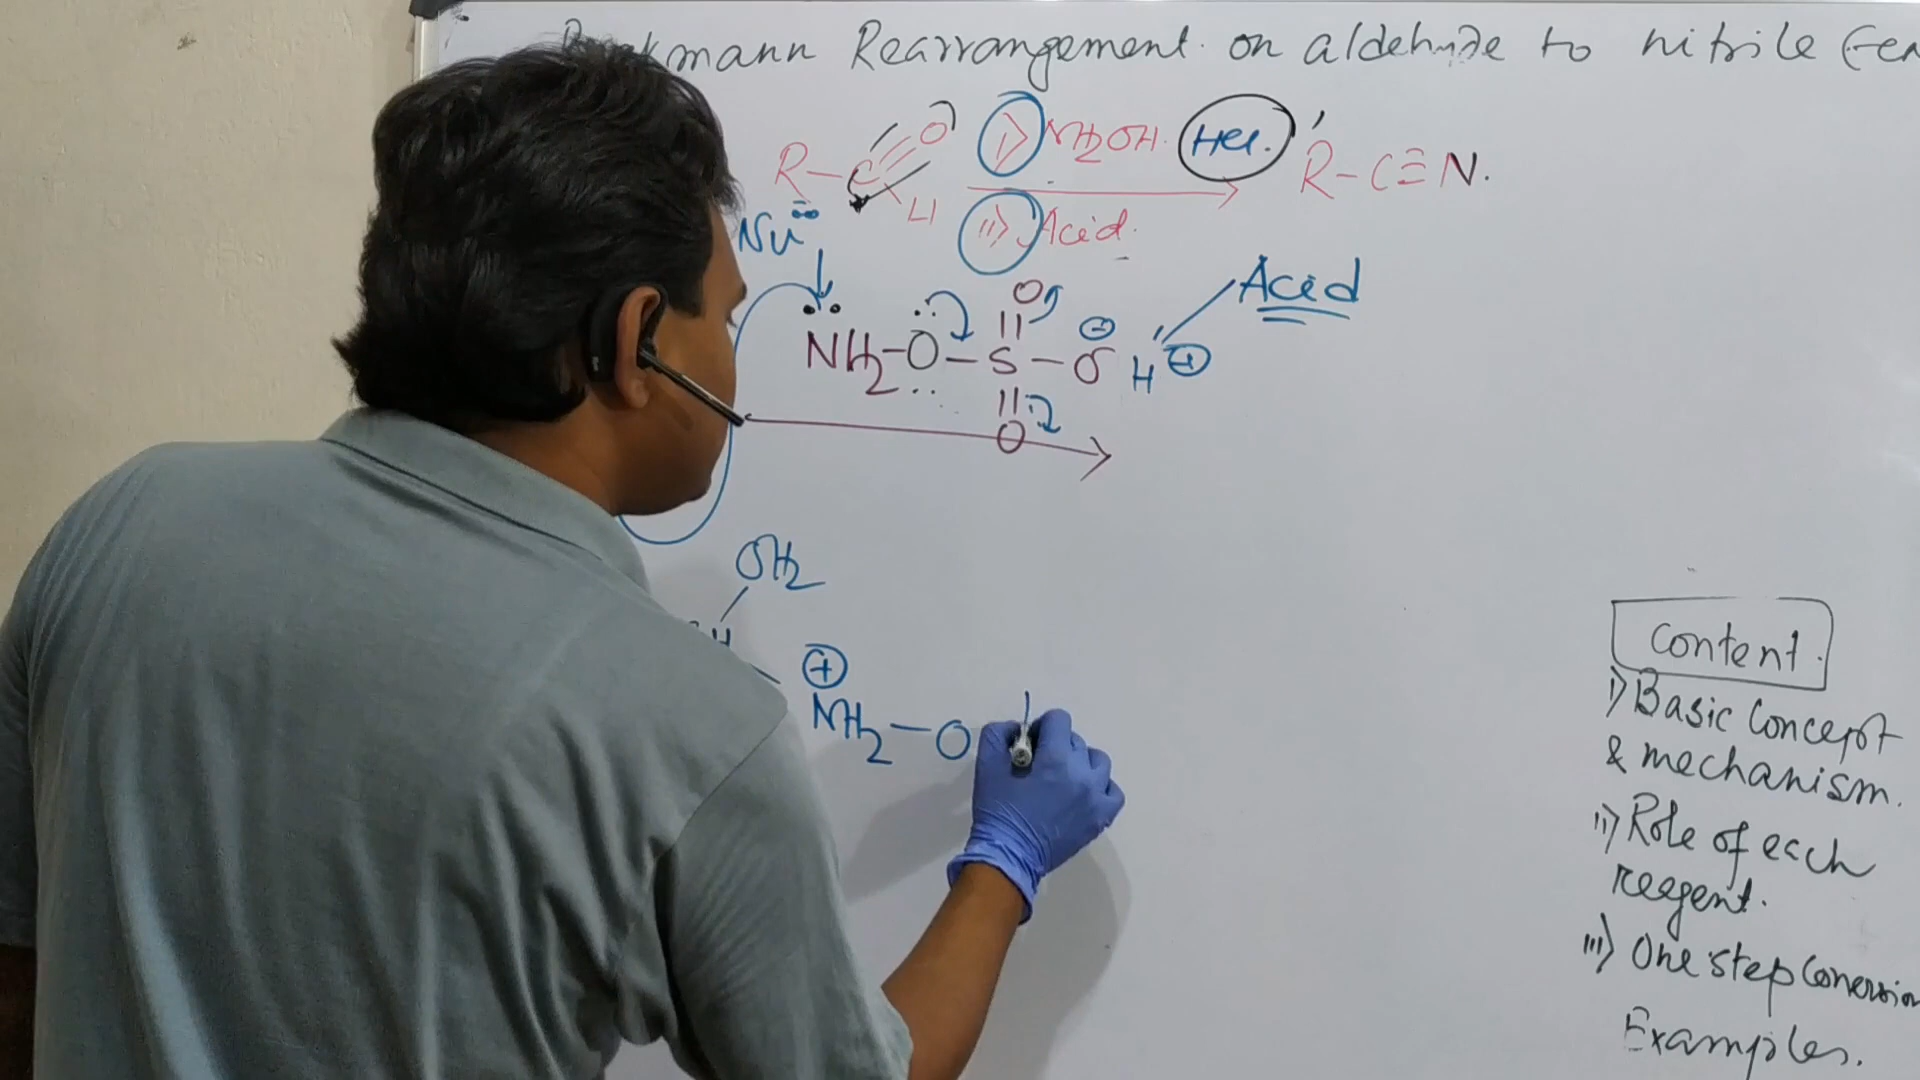 Rearrangement on aldehyde to nitrile
R-C=O H i> NH2OH. HCl. R-C≡N.
ii> Acid.
Nu
Acid
NH2-O-S-O ⊖ H ⊕
O
O
OH2
⊕
NH2-O
Content.
i> Basic Concept
& mechanism.
ii> Role of each
reagent.
iii> One step Conversion
Examples.